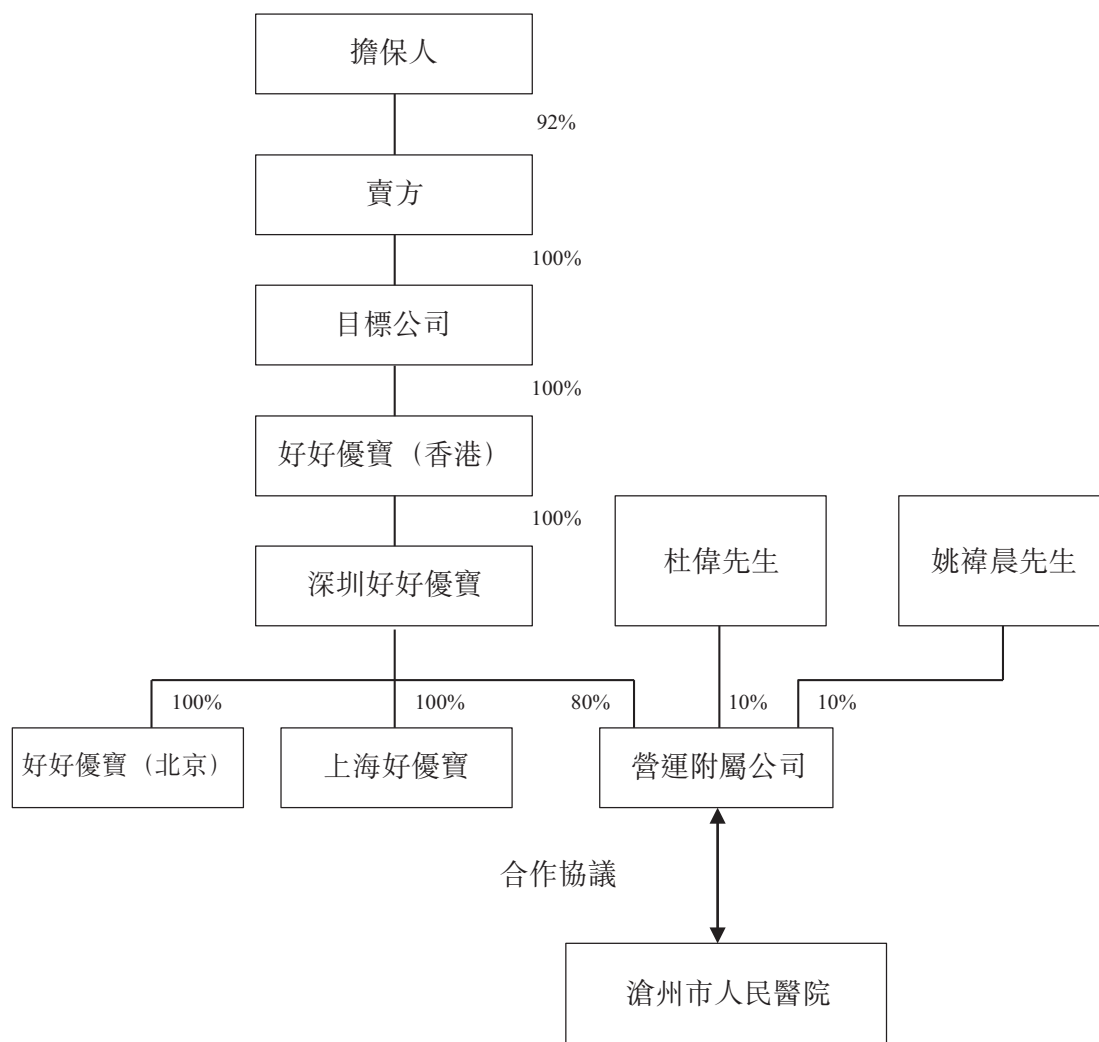 擔保人
92%
賣方
100%
目標公司
100%
好好優寶（香港）
100%
深圳好好優寶
杜偉先生
姚禕晨先生
100%
100%
80%
10%
10%
好好優寶（北京）
上海好優寶
營運附屬公司
合作協議
滄州市人民醫院